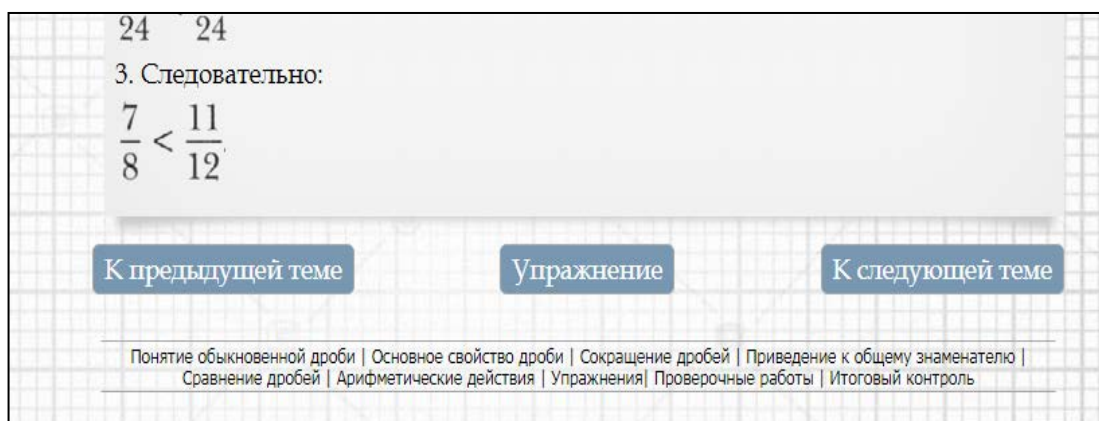 24 24
3. Следовательно:
7/8 < 11/12
К предыдущей теме
Упражнение
К следующей теме
Понятие обыкновенной дроби | Основное свойство дроби | Сокращение дробей | Приведение к общему знаменателю |
Сравнение дробей | Арифметические действия | Упражнения| Проверочные работы | Итоговый контроль